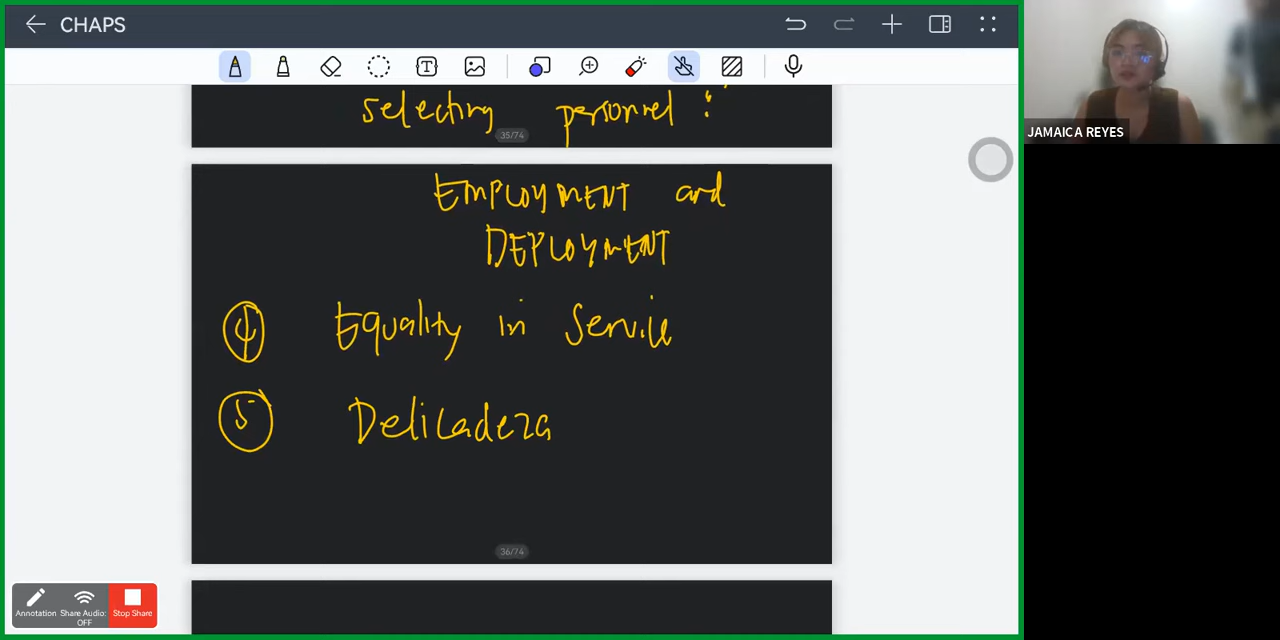 CHAPS
selecting personnel :
35/74
EMPLOYMENT and
DEPLOYMENT
4 Equality in Service
5 Delicadeza
36/74
Annotation
Share Audio:
OFF
Stop Share
JAMAICA REYES